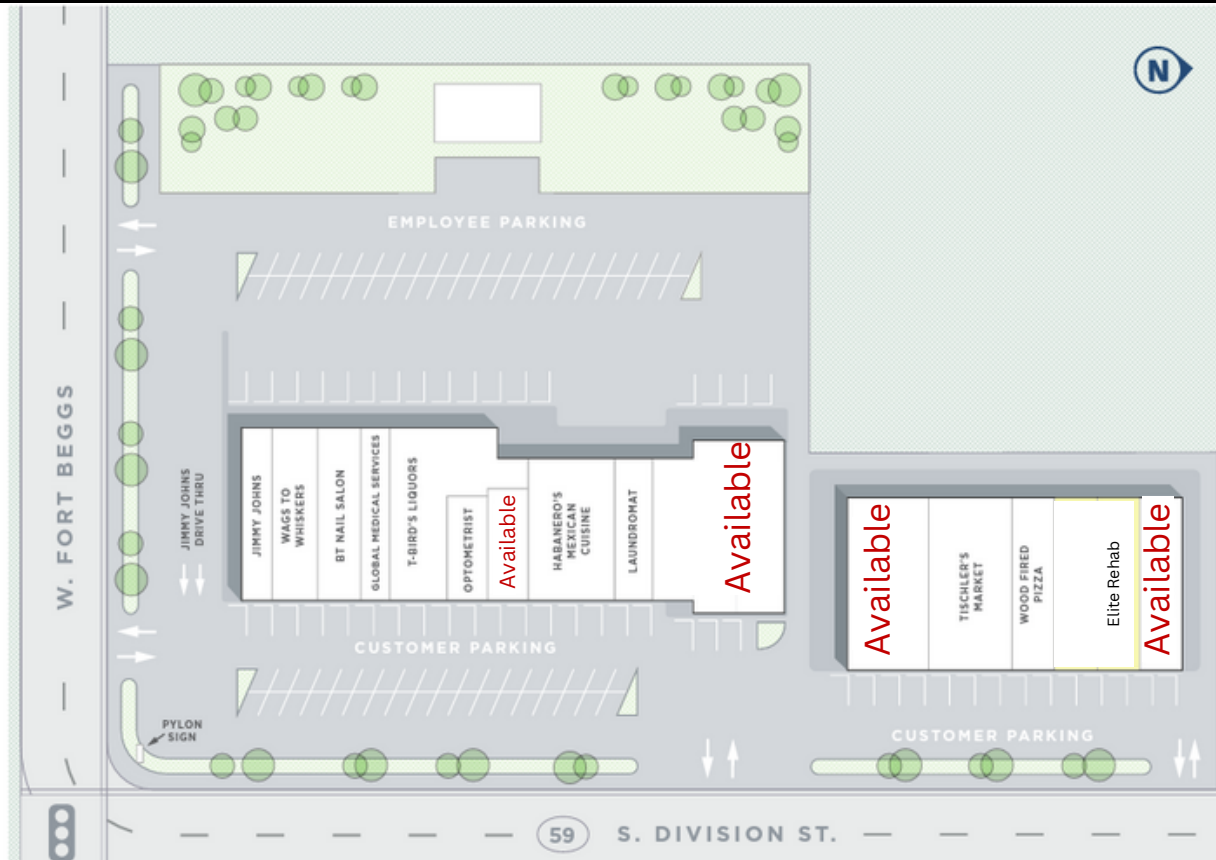 N
EMPLOYEE PARKING
W. FORT BEGGS
JIMMY JOHNS
DRIVE THRU
JIMMY JOHNS
WAGS TO
WHISKERS
BT NAIL SALON
GLOBAL MEDICAL SERVICES
T-BIRD'S LIQUORS
OPTOMETRIST
Available
HABANERO'S
MEXICAN
CUISINE
LAUNDROMAT
Available
Available
TISCHLER'S
MARKET
WOOD FIRED
PIZZA
Elite Rehab
Available
CUSTOMER PARKING
PYLON
SIGN
CUSTOMER PARKING
59 S. DIVISION ST.